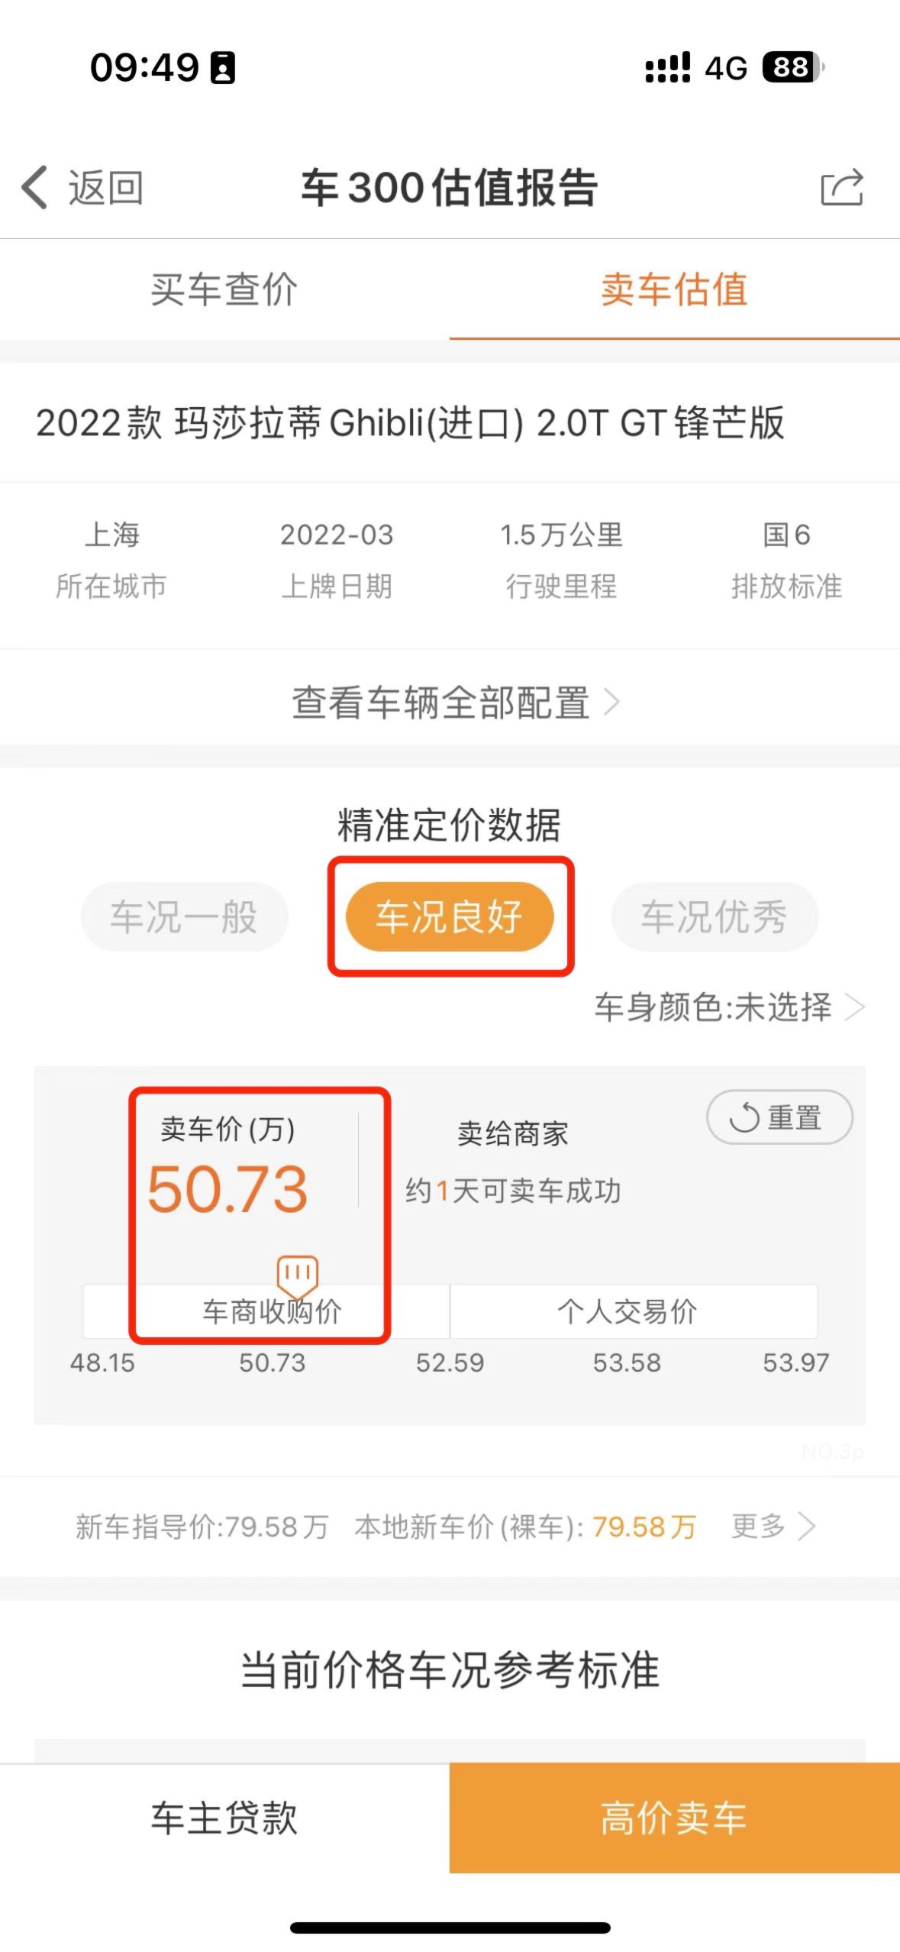 09:49
4G 88
返回
车300估值报告
买车查价
卖车估值
2022款 玛莎拉蒂Ghibli(进口) 2.0T GT锋芒版
上海 2022-03 1.5万公里 国6
所在城市 上牌日期 行驶里程 排放标准
查看车辆全部配置
精准定价数据
车况一般 车况良好 车况优秀
车身颜色:未选择
卖车价(万)
50.73
卖给商家
约1天可卖车成功
重置
车商收购价 个人交易价
48.15 50.73 52.59 53.58 53.97
NO.3p
新车指导价:79.58万 本地新车价(裸车): 79.58万 更多
当前价格车况参考标准
车主贷款 高价卖车